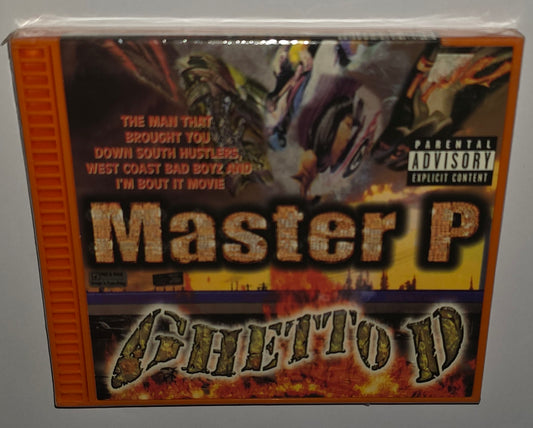 THE MAN THAT
BROUGHT YOU
DOWN SOUTH HUSTLERS,
WEST COAST BAD BOYZ AND
I'M BOUT IT MOVIE
PARENTAL
ADVISORY
EXPLICIT CONTENT
Master P
GHETTO D